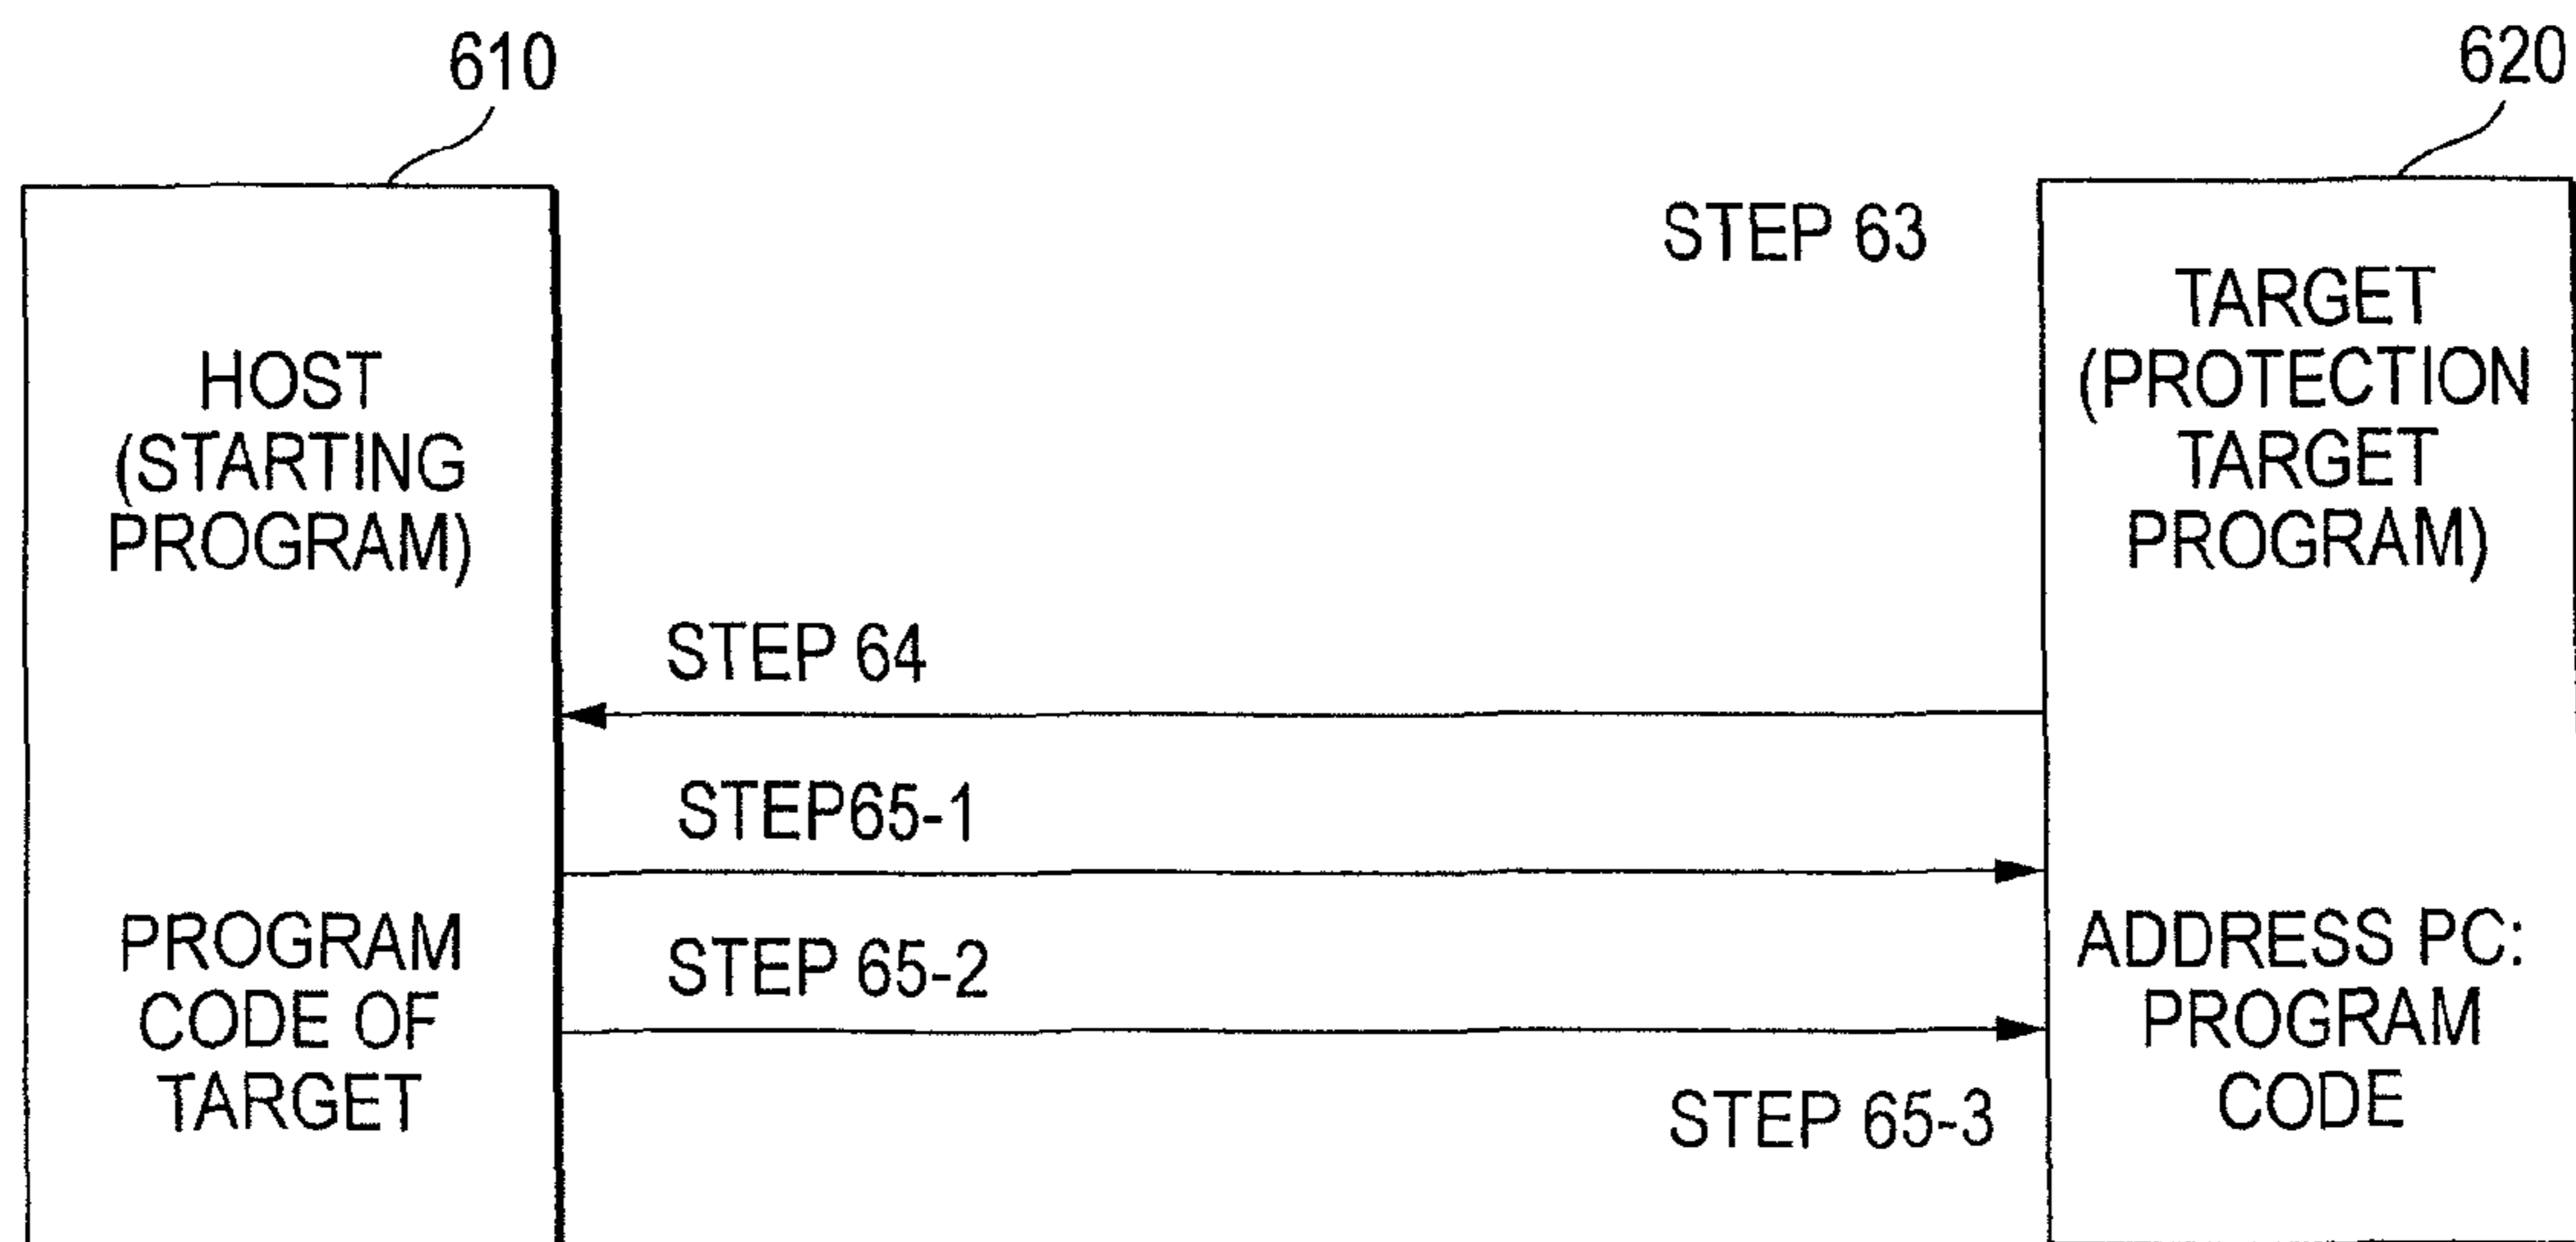 610
620
STEP 63
HOST
(STARTING
PROGRAM)
TARGET
(PROTECTION
TARGET
PROGRAM)
STEP 64
STEP65-1
STEP 65-2
PROGRAM
CODE OF
TARGET
ADDRESS PC:
PROGRAM
CODE
STEP 65-3